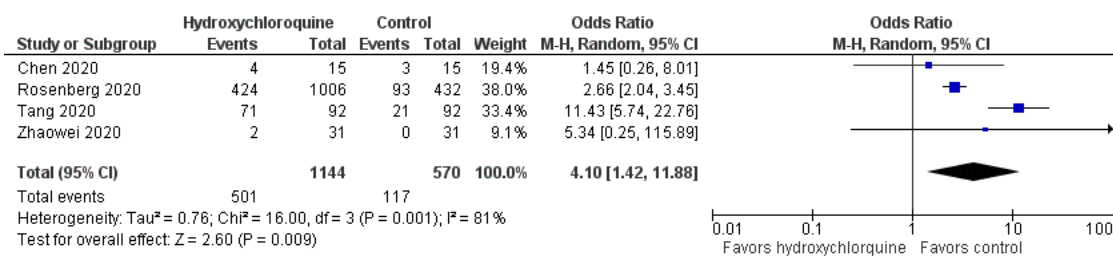 Hydroxychloroquine Control Odds Ratio Odds Ratio
Study or Subgroup Events Total Events Total Weight M-H, Random, 95% CI M-H, Random, 95% CI
Chen 2020 4 15 3 15 19.4% 1.45 [0.26, 8.01]
Rosenberg 2020 424 1006 93 432 38.0% 2.66 [2.04, 3.45]
Tang 2020 71 92 21 92 33.4% 11.43 [5.74, 22.76]
Zhaowei 2020 2 31 0 31 9.1% 5.34 [0.25, 115.89]
Total (95% CI) 1144 570 100.0% 4.10 [1.42, 11.88]
Total events 501 117
Heterogeneity: Tau² = 0.76; Chi² = 16.00, df = 3 (P = 0.001); I² = 81%
Test for overall effect: Z = 2.60 (P = 0.009)
0.01 0.1 1 10 100
Favors hydroxychlorquine Favors control